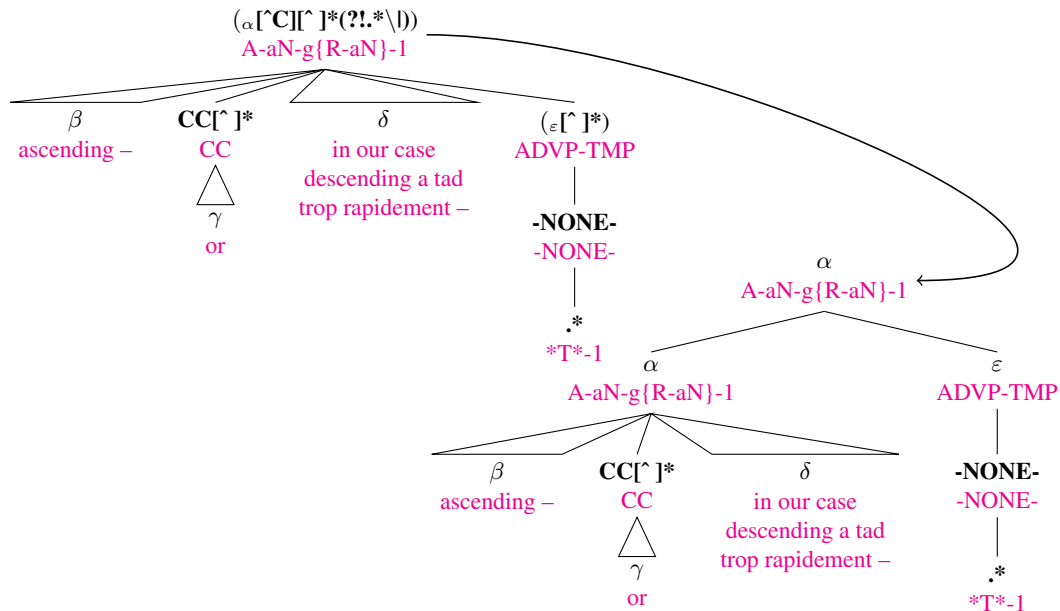 (α[^C][^ ]*(?!.*\|))
A-aN-g{R-aN}-1
β CC[^ ]* δ (ε[^ ]*)
ascending – CC in our case ADVP-TMP
descending a tad
γ trop rapidement – -NONE-
or -NONE-
α
A-aN-g{R-aN}-1
.*
*T*-1
α ε
A-aN-g{R-aN}-1 ADVP-TMP
β CC[^ ]* δ -NONE-
ascending – CC in our case -NONE-
descending a tad
γ trop rapidement – .*
or *T*-1